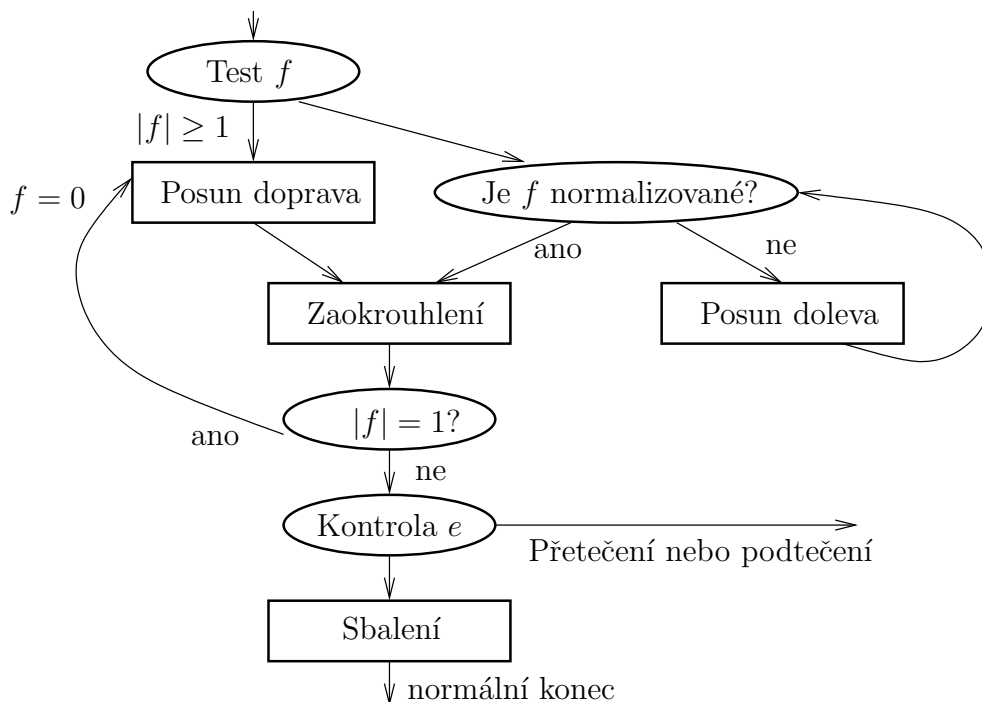 Test f
|f| ≥ 1
f = 0
Posun doprava
Je f normalizované?
ano
ne
Zaokrouhlení
Posun doleva
|f| = 1?
ano
ne
Kontrola e
Přetečení nebo podtečení
Sbalení
normální konec